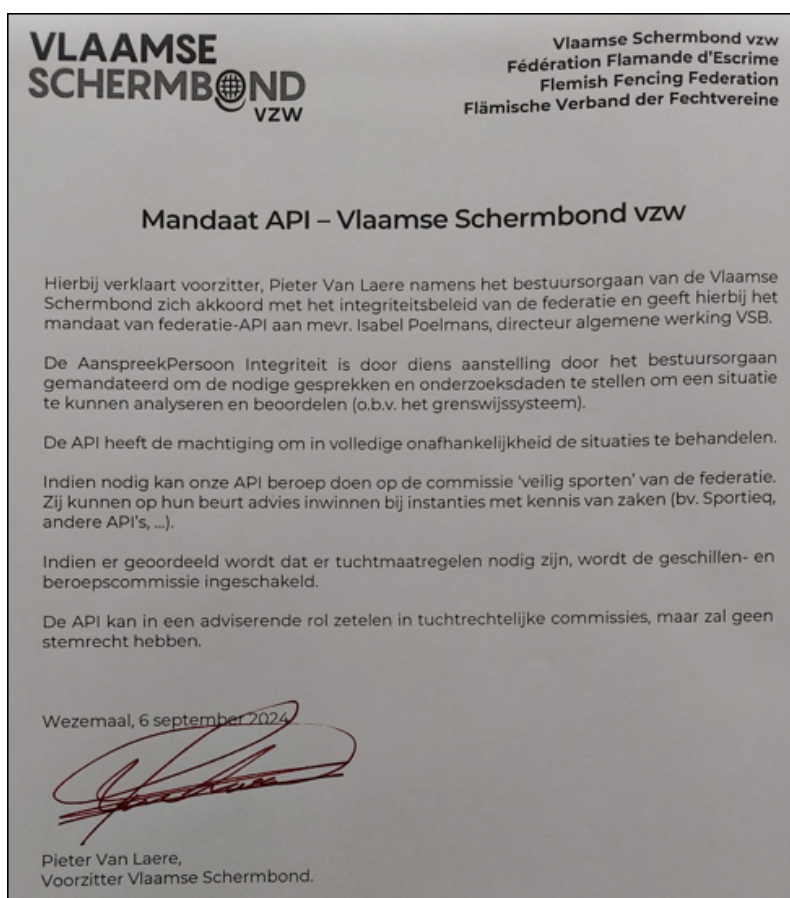 VLAAMSE
SCHERMBOND
VZW
Vlaamse Schermbond vzw
Fédération Flamande d'Escrime
Flemish Fencing Federation
Flämische Verband der Fechtvereine
Mandaat API – Vlaamse Schermbond vzw
Hierbij verklaart voorzitter, Pieter Van Laere namens het bestuursorgaan van de Vlaamse
Schermbond zich akkoord met het integriteitsbeleid van de federatie en geeft hierbij het
mandaat van federatie-API aan mevr. Isabel Poelmans, directeur algemene werking VSB.
De AanspreekPersoon Integriteit is door diens aanstelling door het bestuursorgaan
gemandateerd om de nodige gesprekken en onderzoeksdaden te stellen om een situatie
te kunnen analyseren en beoordelen (o.b.v. het grenswijssysteem).
De API heeft de machtiging om in volledige onafhankelijkheid de situaties te behandelen.
Indien nodig kan onze API beroep doen op de commissie 'veilig sporten' van de federatie.
Zij kunnen op hun beurt advies inwinnen bij instanties met kennis van zaken (bv. Sportieq,
andere API's, ...).
Indien er geoordeeld wordt dat er tuchtmaatregelen nodig zijn, wordt de geschillen- en
beroepscommissie ingeschakeld.
De API kan in een adviserende rol zetelen in tuchtrechtelijke commissies, maar zal geen
stemrecht hebben.
Wezemaal, 6 september 2024
Pieter Van Laere,
Voorzitter Vlaamse Schermbond.